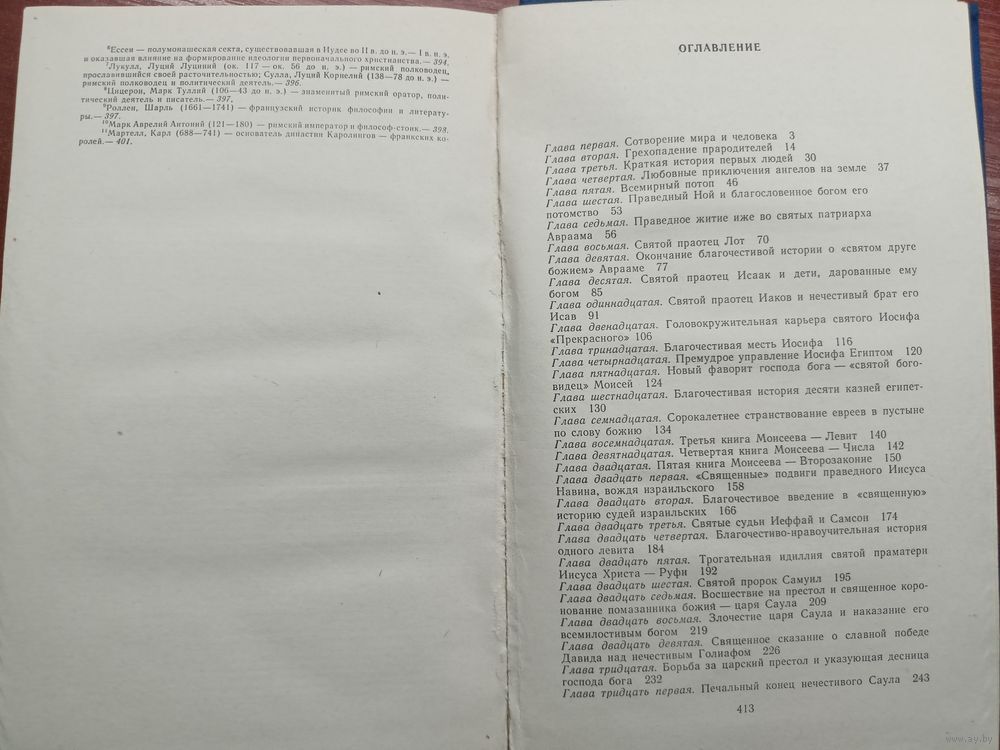 ⁶Ессеи — полумонашеская секта, существовавшая в Иудее во II в. до н. э.— I в. н. э.
и оказавшая влияние на формирование идеологии первоначального христианства.— 394.
⁷Лукулл, Луций Луциний (ок. 117 — ок. 56 до н. э.) — римский полководец,
прославившийся своей расточительностью; Сулла, Луций Корнелий (138—78 до н. э.) —
римский полководец и политический деятель.— 396.
⁸Цицерон, Марк Туллий (106—43 до н. э.) — знаменитый римский оратор, поли-
тический деятель и писатель.— 397.
⁹Роллен, Шарль (1661—1741) — французский историк философии и литерату-
ры.— 397.
¹⁰Марк Аврелий Антоний (121—180) — римский император и философ-стоик.— 398.
¹¹Мартелл, Карл (688—741) — основатель династии Каролингов — франкских ко-
ролей.— 401.
ОГЛАВЛЕНИЕ
Глава первая. Сотворение мира и человека 3
Глава вторая. Грехопадение прародителей 14
Глава третья. Краткая история первых людей 30
Глава четвертая. Любовные приключения ангелов на земле 37
Глава пятая. Всемирный потоп 46
Глава шестая. Праведный Ной и благословенное богом его
потомство 53
Глава седьмая. Праведное житие иже во святых патриарха
Авраама 56
Глава восьмая. Святой праотец Лот 70
Глава девятая. Окончание благочестивой истории о «святом друге
божием» Аврааме 77
Глава десятая. Святой праотец Исаак и дети, дарованные ему
богом 85
Глава одиннадцатая. Святой праотец Иаков и нечестивый брат его
Исав 91
Глава двенадцатая. Головокружительная карьера святого Иосифа
«Прекрасного» 106
Глава тринадцатая. Благочестивая месть Иосифа 116
Глава четырнадцатая. Премудрое управление Иосифа Египтом 120
Глава пятнадцатая. Новый фаворит господа бога — «святой бого-
видец» Моисей 124
Глава шестнадцатая. Благочестивая история десяти казней египет-
ских 130
Глава семнадцатая. Сорокалетнее странствование евреев в пустыне
по слову божию 134
Глава восемнадцатая. Третья книга Моисеева — Левит 140
Глава девятнадцатая. Четвертая книга Моисеева — Числа 142
Глава двадцатая. Пятая книга Моисеева — Второзаконие 150
Глава двадцать первая. «Священные» подвиги праведного Иисуса
Навина, вождя израильского 158
Глава двадцать вторая. Благочестивое введение в «священную»
историю судей израильских 166
Глава двадцать третья. Святые судьи Иеффай и Самсон 174
Глава двадцать четвертая. Благочестиво-нравоучительная история
одного левита 184
Глава двадцать пятая. Трогательная идиллия святой праматери
Иисуса Христа — Руфи 192
Глава двадцать шестая. Святой пророк Самуил 195
Глава двадцать седьмая. Восшествие на престол и священное коро-
нование помазанника божий — царя Саула 209
Глава двадцать восьмая. Злочестие царя Саула и наказание его
всемилостивым богом 219
Глава двадцать девятая. Священное сказание о славной победе
Давида над нечестивым Голиафом 226
Глава тридцатая. Борьба за царский престол и указующая десница
господа бога 232
Глава тридцать первая. Печальный конец нечестивого Саула 243
413
www.ay.by